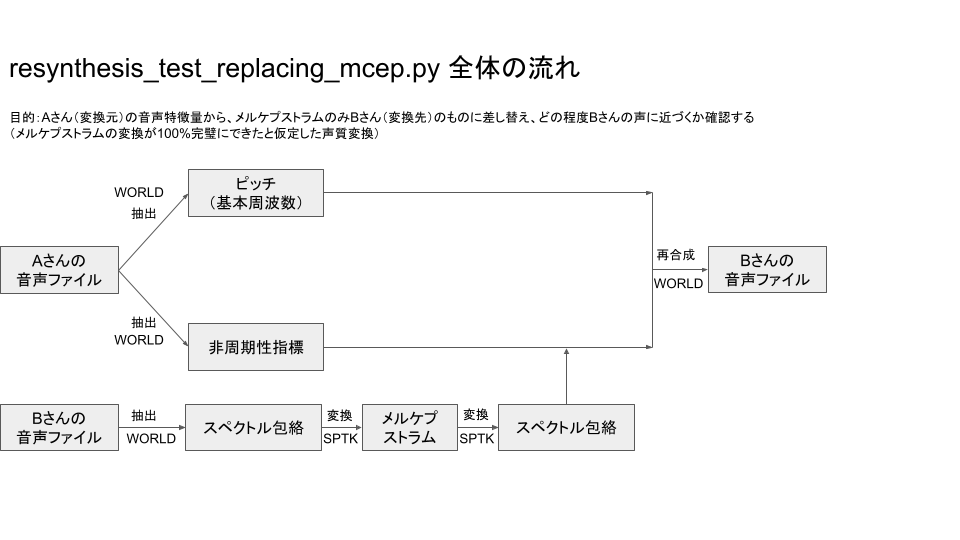 resynthesis_test_replacing_mcep.py 全体の流れ
目的：Aさん（変換元）の音声特徴量から、メルケプストラムのみBさん（変換先）のものに差し替え、どの程度Bさんの声に近づくか確認する
（メルケプストラムの変換が100%完璧にできたと仮定した声質変換）
WORLD
抽出
ピッチ
（基本周波数）
Aさんの
音声ファイル
再合成
WORLD
Bさんの
音声ファイル
抽出
WORLD
非周期性指標
Bさんの
音声ファイル
抽出
WORLD
スペクトル包絡
変換
SPTK
メルケプ
ストラム
変換
SPTK
スペクトル包絡